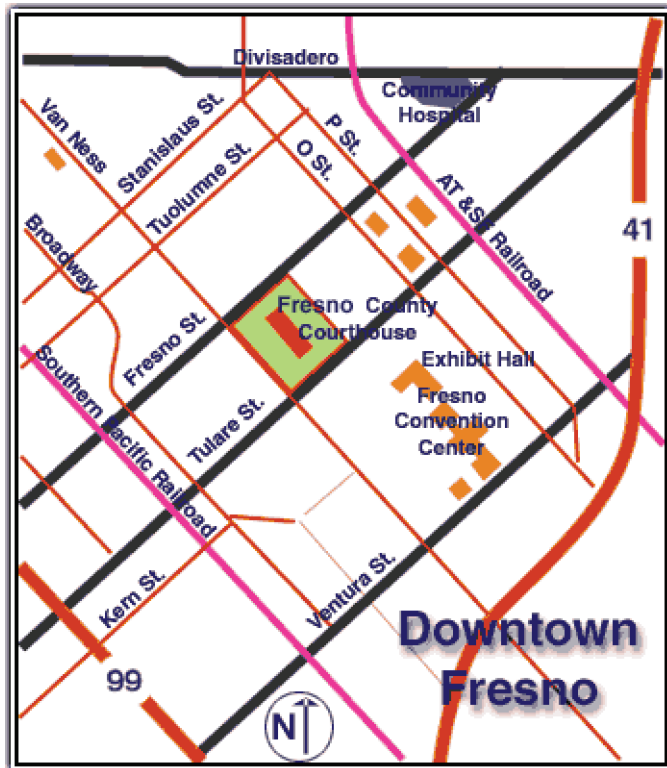 Divisadero
Community
Hospital
Van Ness
Stanislaus St.
P St.
O St.
Tuolumne St.
AT &SF Railroad
41
Broadway
Fresno County
Courthouse
Fresno St.
Exhibit Hall
Southern Pacific Railroad
Fresno
Convention
Center
Tulare St.
Kern St.
Ventura St.
Downtown
Fresno
99
N